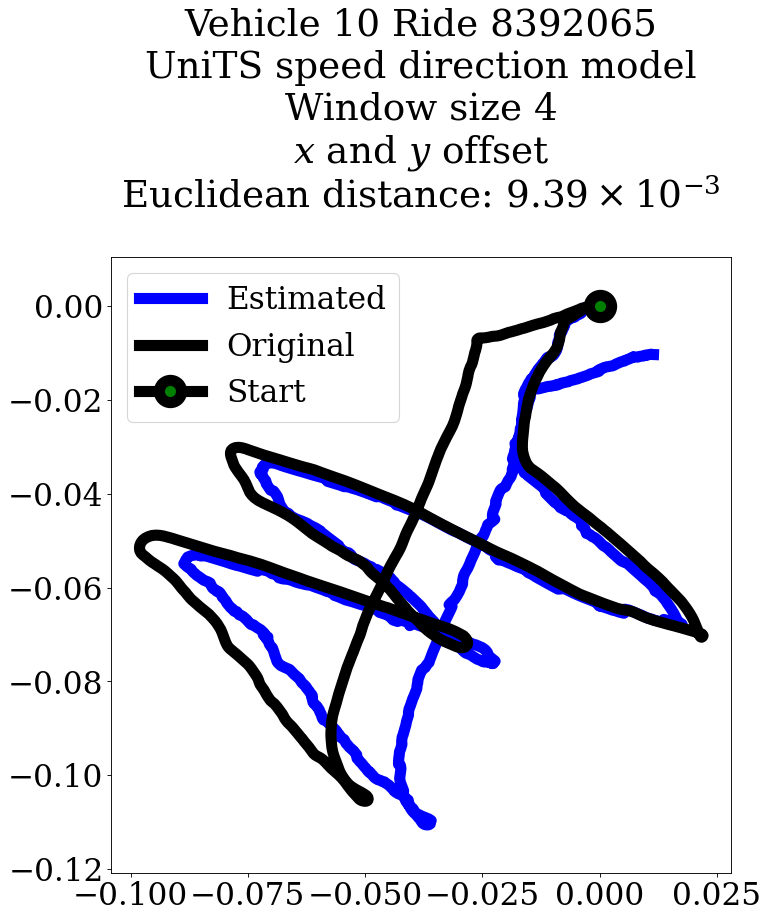 Vehicle 10 Ride 8392065
UniTS speed direction model
Window size 4
x and y offset
Euclidean distance: 9.39 × 10⁻³
Estimated
Original
Start
0.00
−0.02
−0.04
−0.06
−0.08
−0.10
−0.12
−0.100 −0.075 −0.050 −0.025 0.000 0.025